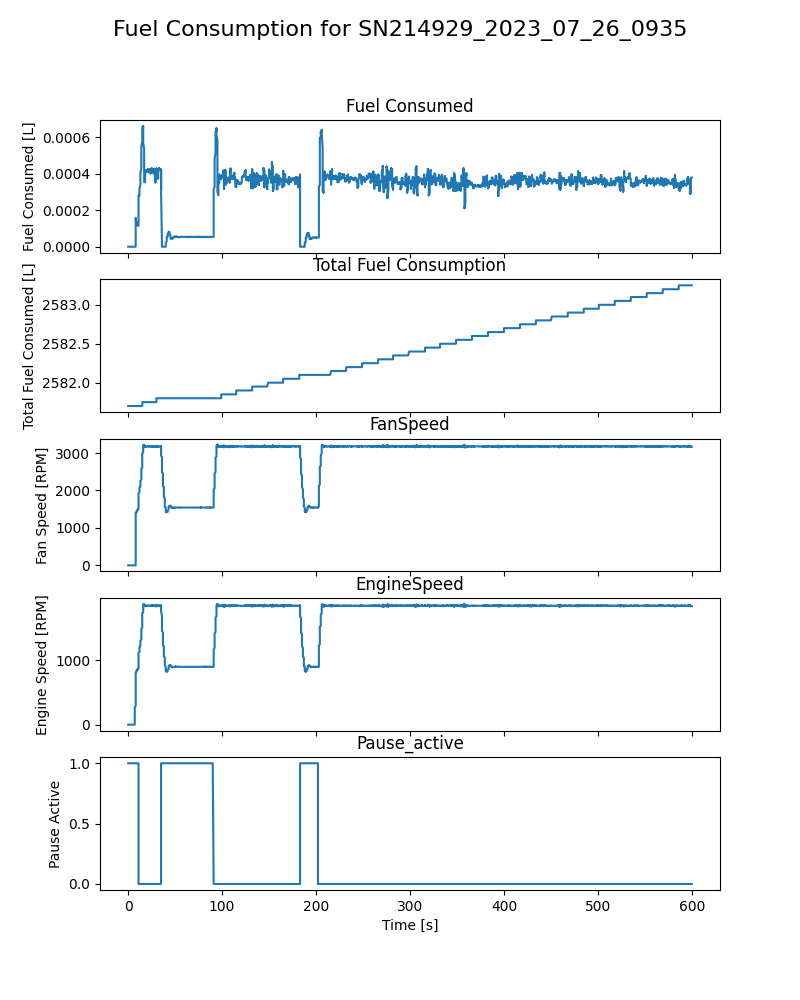 Fuel Consumption for SN214929_2023_07_26_0935
Fuel Consumed
Fuel Consumed [L]
0.0006
0.0004
0.0002
0.0000
Total Fuel Consumption
Total Fuel Consumed [L]
2583.0
2582.5
2582.0
FanSpeed
Fan Speed [RPM]
3000
2000
1000
0
EngineSpeed
Engine Speed [RPM]
1000
0
Pause_active
Pause Active
1.0
0.5
0.0
0 100 200 300 400 500 600
Time [s]